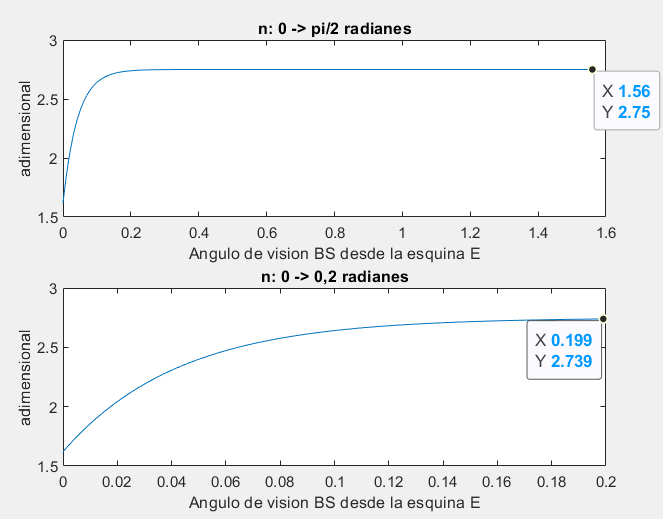 n: 0 -> pi/2 radianes
3
2.5
2
1.5
adimensional
X 1.56
Y 2.75
0 0.2 0.4 0.6 0.8 1 1.2 1.4 1.6
Angulo de vision BS desde la esquina E
n: 0 -> 0,2 radianes
3
2.5
2
1.5
adimensional
X 0.199
Y 2.739
0 0.02 0.04 0.06 0.08 0.1 0.12 0.14 0.16 0.18 0.2
Angulo de vision BS desde la esquina E